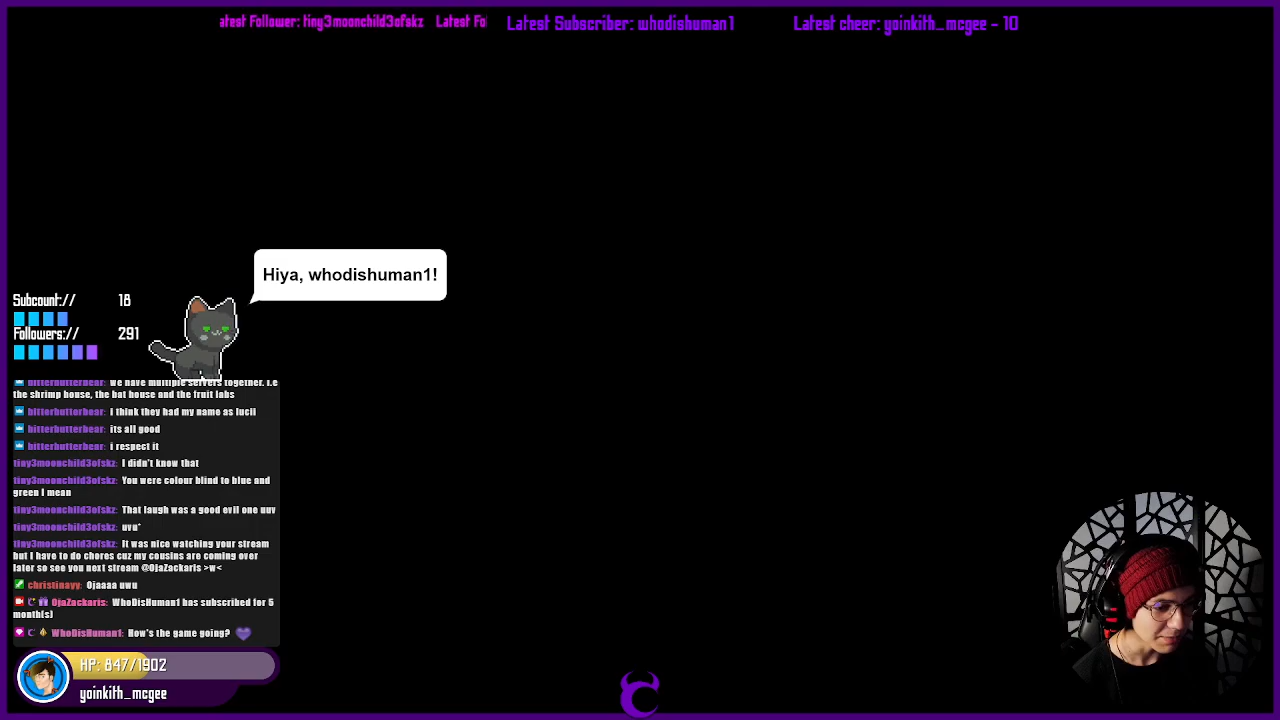 atest Follower: tiny3moonchild3ofskz Latest Fol
Latest Subscriber: whodishuman1
Latest cheer: yoinkith_mcgee - 10
Hiya, whodishuman1!
Subcount:// 18
Followers:// 291
bitterbutterbear: we have multiple servers together. i.e
the shrimp house, the bat house and the fruit labs
bitterbutterbear: i think they had my name as lucii
bitterbutterbear: its all good
bitterbutterbear: i respect it
tiny3moonchild3ofskz: I didn't know that
tiny3moonchild3ofskz: You were colour blind to blue and
green I mean
tiny3moonchild3ofskz: That laugh was a good evil one uuv
tiny3moonchild3ofskz: uvu*
tiny3moonchild3ofskz: It was nice watching your stream
but I have to do chores cuz my cousins are coming over
later so see you next stream @OjaZackaris >w<
christinayy: Ojaaaa uwu
OjaZackaris: WhoDisHuman1 has subscribed for 5
month(s)
WhoDisHuman1: How's the game going?
HP: 847/1902
yoinkith_mcgee